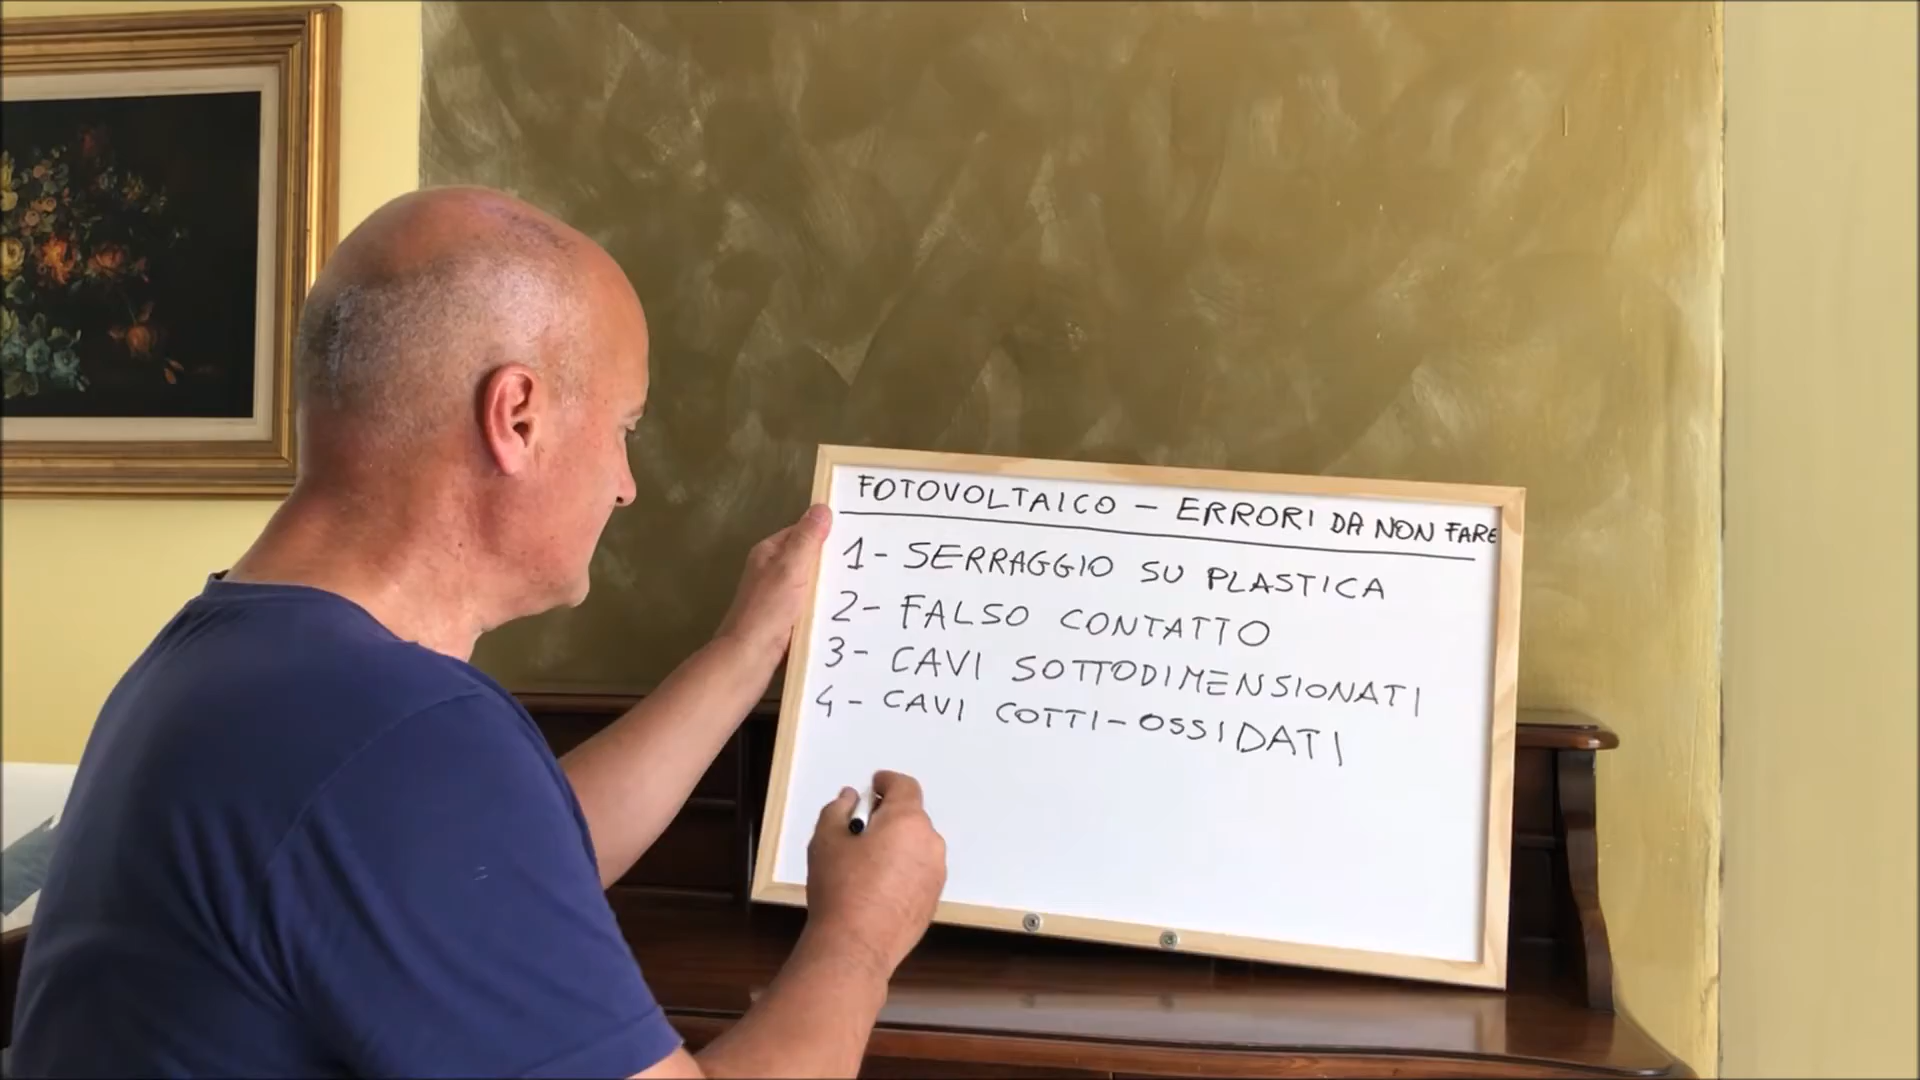 FOTOVOLTAICO - ERRORI DA NON FARE
1- SERRAGGIO SU PLASTICA
2- FALSO CONTATTO
3- CAVI SOTTODIMENSIONATI
4- CAVI COTTI-OSSIDATI